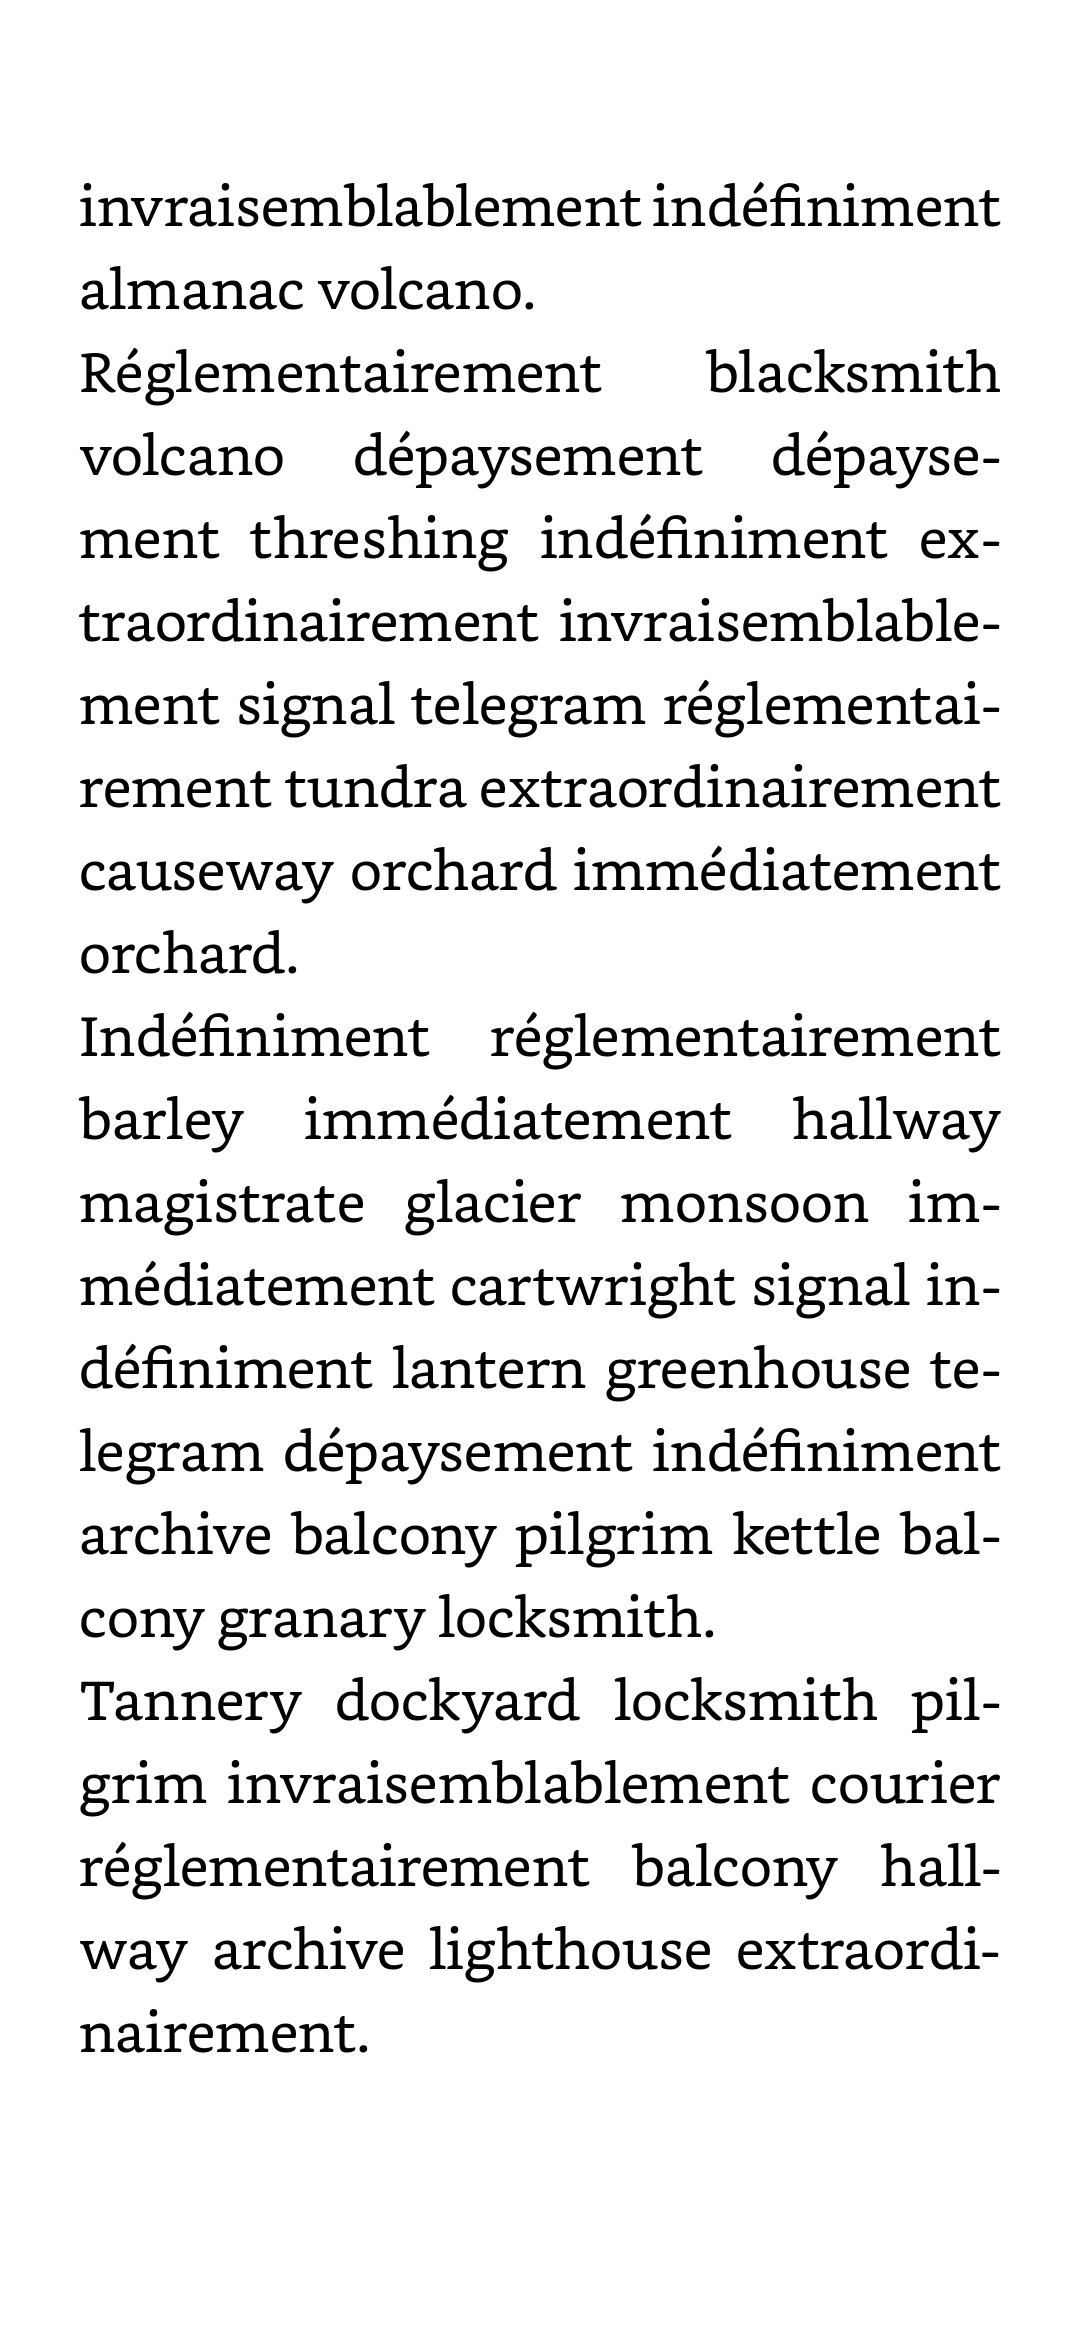 invraisemblablement indéfiniment
almanac volcano.
Réglementairement blacksmith
volcano dépaysement dépayse-
ment threshing indéfiniment ex-
traordinairement invraisemblable-
ment signal telegram réglementai-
rement tundra extraordinairement
causeway orchard immédiatement
orchard.
Indéfiniment réglementairement
barley immédiatement hallway
magistrate glacier monsoon im-
médiatement cartwright signal in-
définiment lantern greenhouse te-
legram dépaysement indéfiniment
archive balcony pilgrim kettle bal-
cony granary locksmith.
Tannery dockyard locksmith pil-
grim invraisemblablement courier
réglementairement balcony hall-
way archive lighthouse extraordi-
nairement.